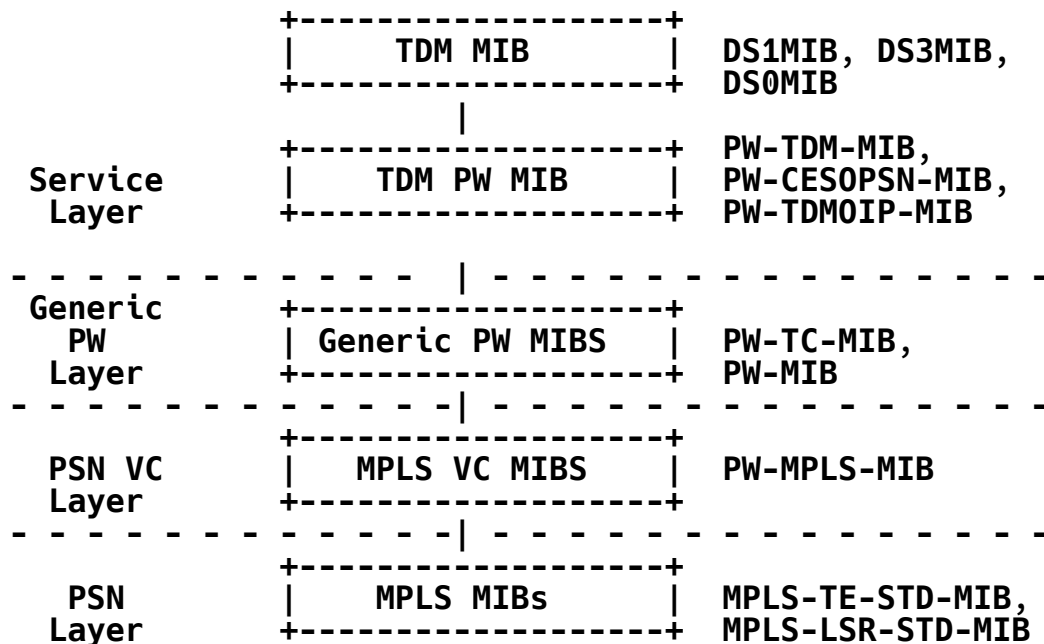 +-------------------+
                |     TDM MIB       |  DS1MIB, DS3MIB,
                +-------------------+  DS0MIB
                         |
                +-------------------+  PW-TDM-MIB,
  Service       |    TDM PW MIB     |  PW-CESOPSN-MIB,
   Layer        +-------------------+  PW-TDMOIP-MIB
 - - - - - - - - - - -   | - - - - - - - - - - - - - - -
  Generic       +-------------------+
    PW          | Generic PW MIBS   |  PW-TC-MIB,
   Layer        +-------------------+  PW-MIB
 - - - - - - - - - - - -| - - - - - - - - - - - - - - -
                +-------------------+
   PSN VC       |   MPLS VC MIBS    |  PW-MPLS-MIB
   Layer        +-------------------+
 - - - - - - - - - - - -| - - - - - - - - - - - - - - -
                +-------------------+
    PSN         |    MPLS MIBs      |  MPLS-TE-STD-MIB,
   Layer        +-------------------+  MPLS-LSR-STD-MIB